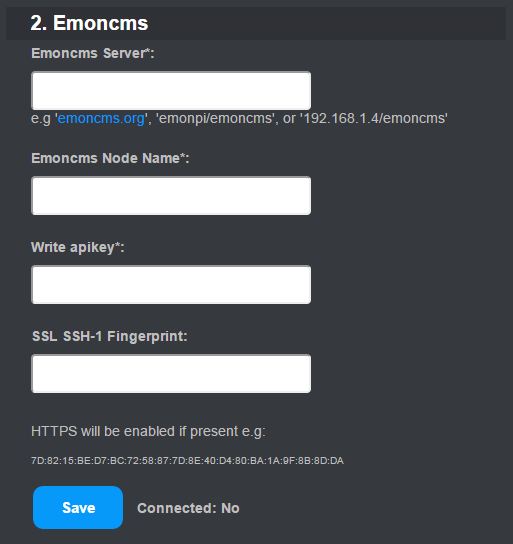 2. Emoncms
Emoncms Server*:
e.g 'emoncms.org', 'emonpi/emoncms', or '192.168.1.4/emoncms'
Emoncms Node Name*:
Write apikey*:
SSL SSH-1 Fingerprint:
HTTPS will be enabled if present e.g:
7D:82:15:BE:D7:BC:72:58:87:7D:8E:40:D4:80:BA:1A:9F:8B:8D:DA
Save Connected: No